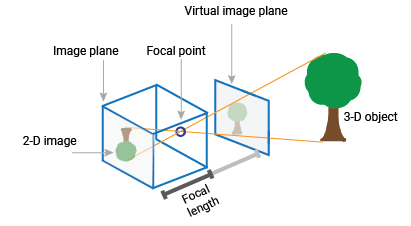 Virtual image plane
Image plane
Focal point
3-D object
2-D image
Focal
length